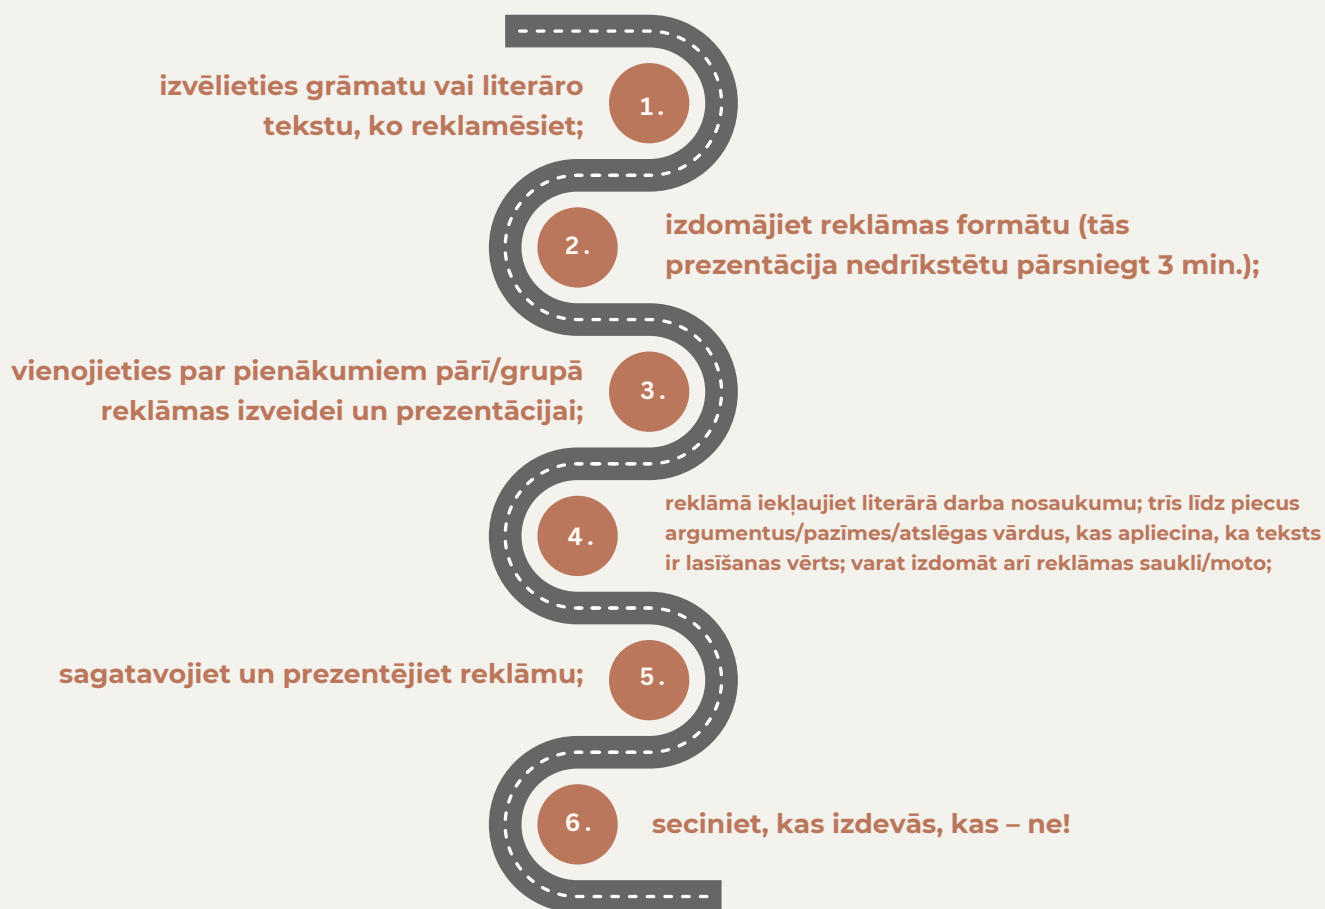 1.
izvēlieties grāmatu vai literāro
tekstu, ko reklamēsiet;
2.
izdomājiet reklāmas formātu (tās
prezentācija nedrīkstētu pārsniegt 3 min.);
3.
vienojieties par pienākumiem pārī/grupā
reklāmas izveidei un prezentācijai;
4.
reklāmā iekļaujiet literārā darba nosaukumu; trīs līdz piecus
argumentus/pazīmes/atslēgas vārdus, kas apliecina, ka teksts
ir lasīšanas vērts; varat izdomāt arī reklāmas saukli/moto;
5.
sagatavojiet un prezentējiet reklāmu;
6.
seciniet, kas izdevās, kas – ne!